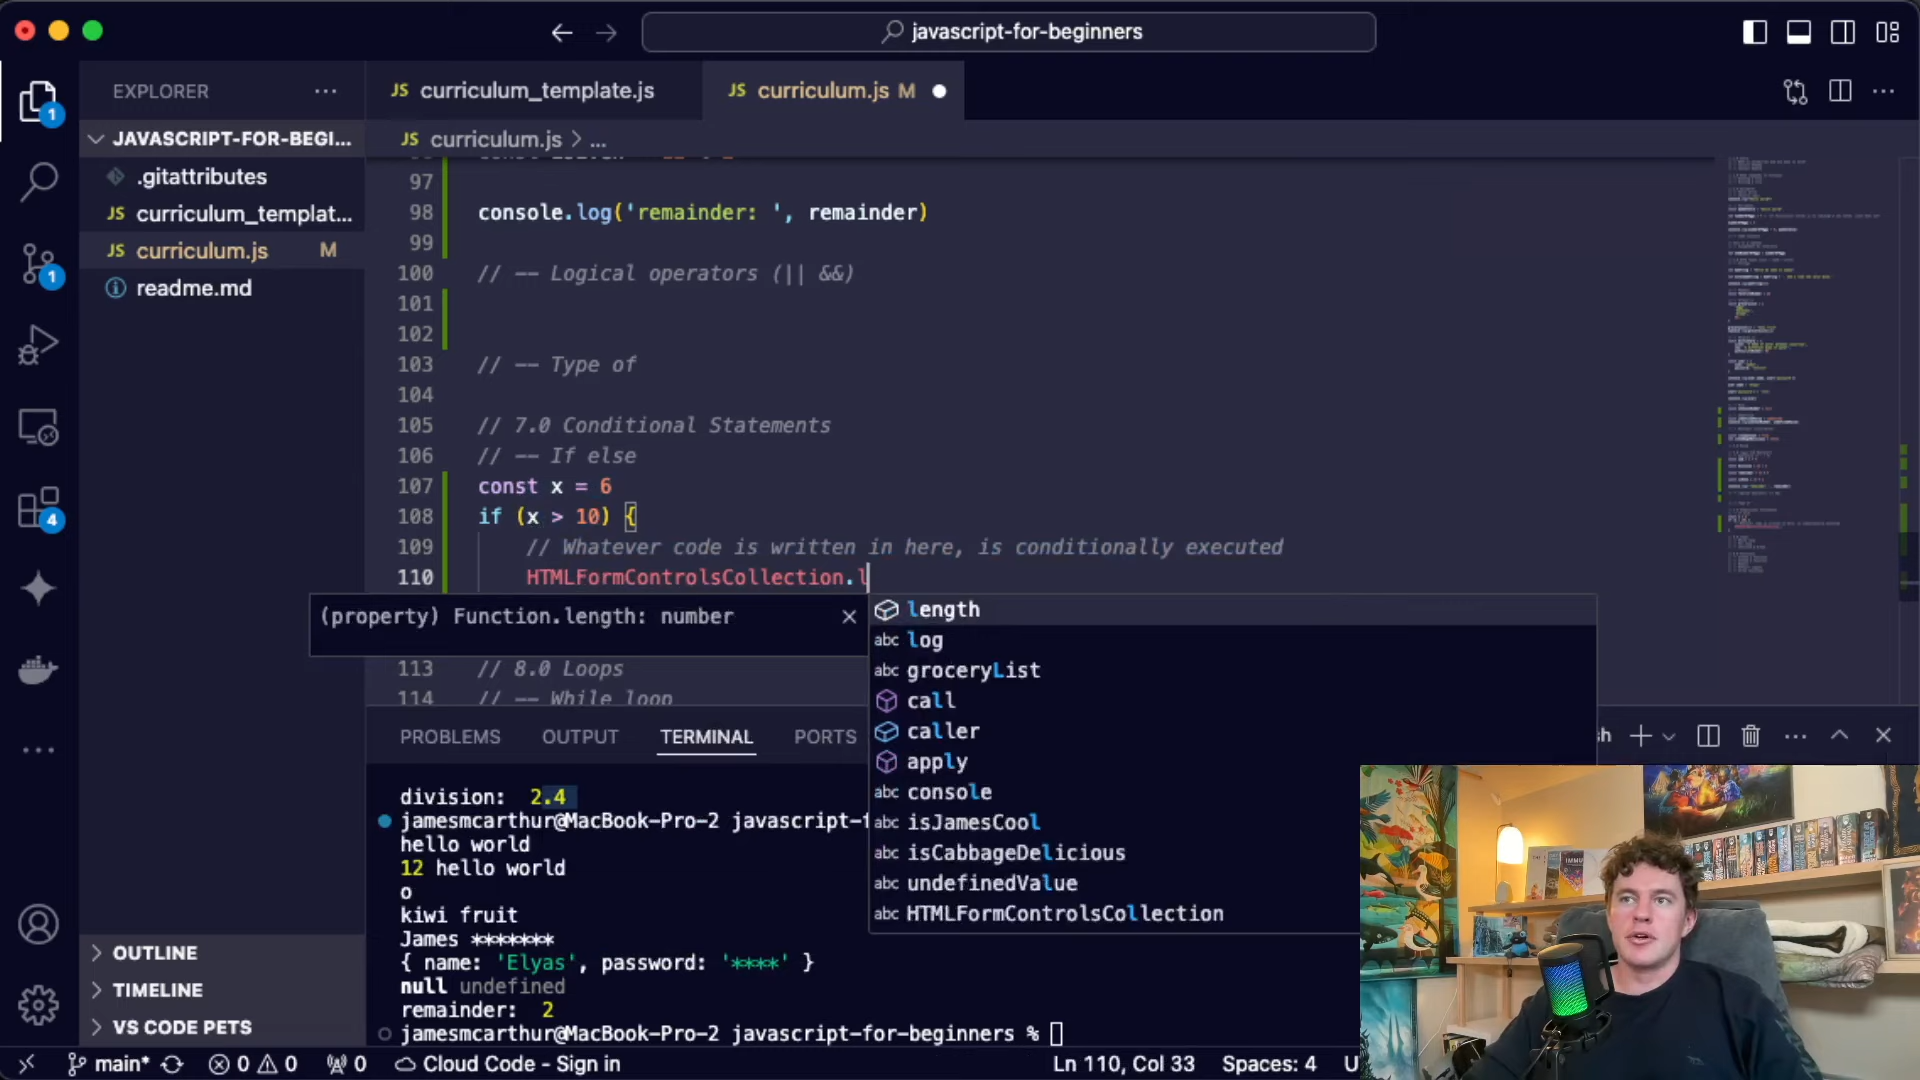 javascript-for-beginners
EXPLORER
JS curriculum_template.js
JS curriculum.js M
JAVASCRIPT-FOR-BEGI...
JS curriculum.js > ...
.gitattributes
JS curriculum_templat...
JS curriculum.js M
readme.md
1
1
4
97
98 console.log('remainder: ', remainder)
99
100 // -- Logical operators (|| &&)
101
102
103 // -- Type of
104
105 // 7.0 Conditional Statements
106 // -- If else
107 const x = 6
108 if (x > 10) {
109 // Whatever code is written in here, is conditionally executed
110 HTMLFormControlsCollection.l
(property) Function.length: number
length
abc log
abc groceryList
call
caller
apply
abc console
abc isJamesCool
abc isCabbageDelicious
abc undefinedValue
abc HTMLFormControlsCollection
113 // 8.0 Loops
114 // -- While loop
PROBLEMS OUTPUT TERMINAL PORTS
division: 2.4
jamesmcarthur@MacBook-Pro-2 javascript-f
hello world
12 hello world
o
kiwi fruit
James *******
{ name: 'Elyas', password: '****' }
null undefined
remainder: 2
jamesmcarthur@MacBook-Pro-2 javascript-for-beginners %
OUTLINE
TIMELINE
VS CODE PETS
main* 0 0 0 Cloud Code - Sign in Ln 110, Col 33 Spaces: 4 U